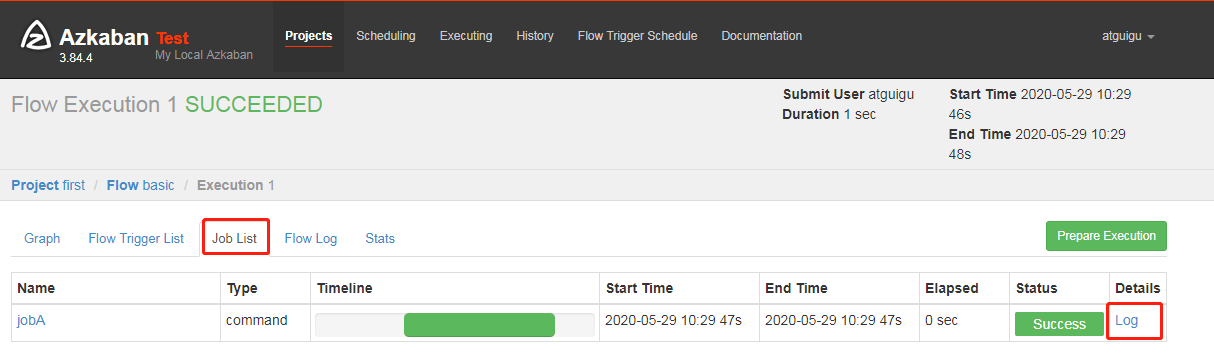 Azkaban Test
3.84.4 My Local Azkaban
Projects Scheduling Executing History Flow Trigger Schedule Documentation atguigu
Flow Execution 1 SUCCEEDED
Submit User atguigu
Duration 1 sec
Start Time 2020-05-29 10:29
46s
End Time 2020-05-29 10:29
48s
Project first / Flow basic / Execution 1
Graph Flow Trigger List Job List Flow Log Stats Prepare Execution
Name Type Timeline Start Time End Time Elapsed Status Details
jobA command 2020-05-29 10:29 47s 2020-05-29 10:29 47s 0 sec Success Log